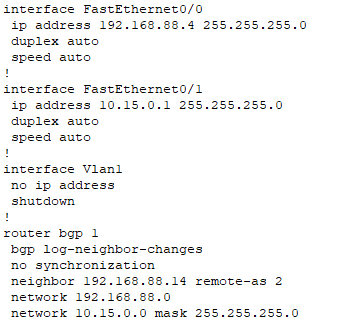 interface FastEthernet0/0
 ip address 192.168.88.4 255.255.255.0
 duplex auto
 speed auto
!
interface FastEthernet0/1
 ip address 10.15.0.1 255.255.255.0
 duplex auto
 speed auto
!
interface Vlan1
 no ip address
 shutdown
!
router bgp 1
 bgp log-neighbor-changes
 no synchronization
 neighbor 192.168.88.14 remote-as 2
 network 192.168.88.0
 network 10.15.0.0 mask 255.255.255.0